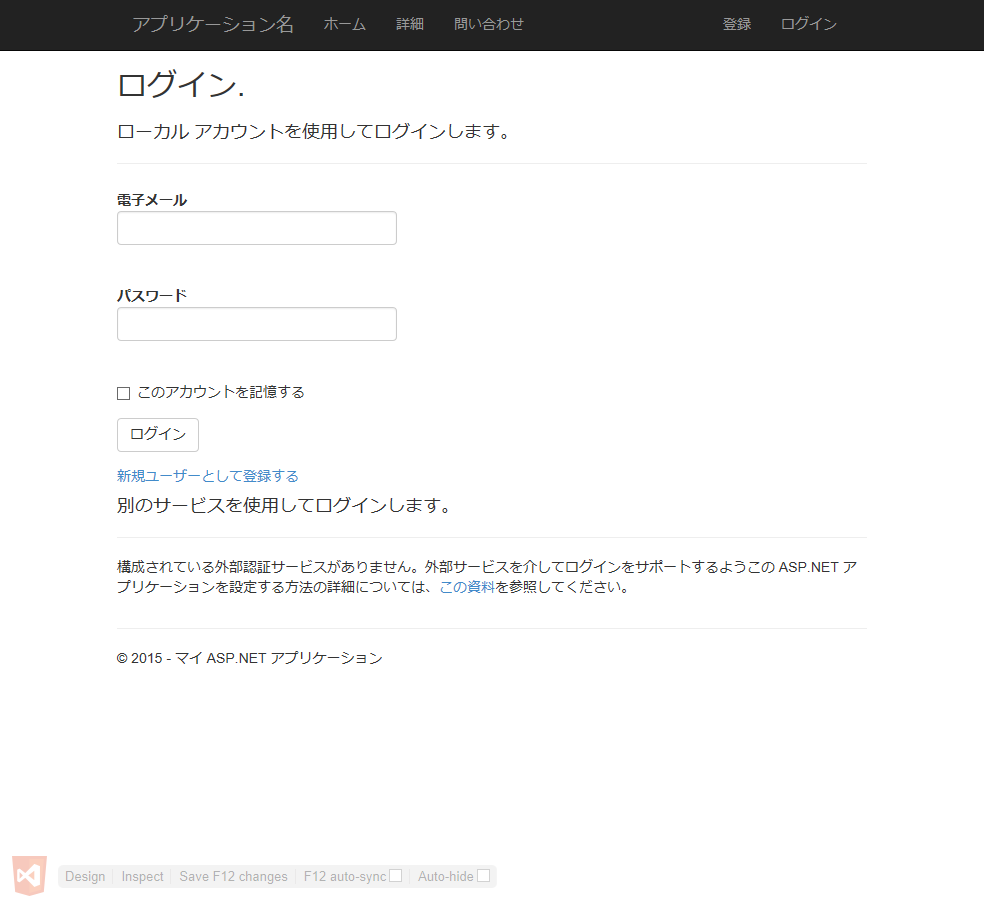 アプリケーション名 ホーム 詳細 問い合わせ 登録 ログイン
ログイン.
ローカル アカウントを使用してログインします。
電子メール
パスワード
このアカウントを記憶する
ログイン
新規ユーザーとして登録する
別のサービスを使用してログインします。
構成されている外部認証サービスがありません。外部サービスを介してログインをサポートするようこの ASP.NET ア
プリケーションを設定する方法の詳細については、この資料を参照してください。
© 2015 - マイ ASP.NET アプリケーション
Design Inspect Save F12 changes F12 auto-sync Auto-hide